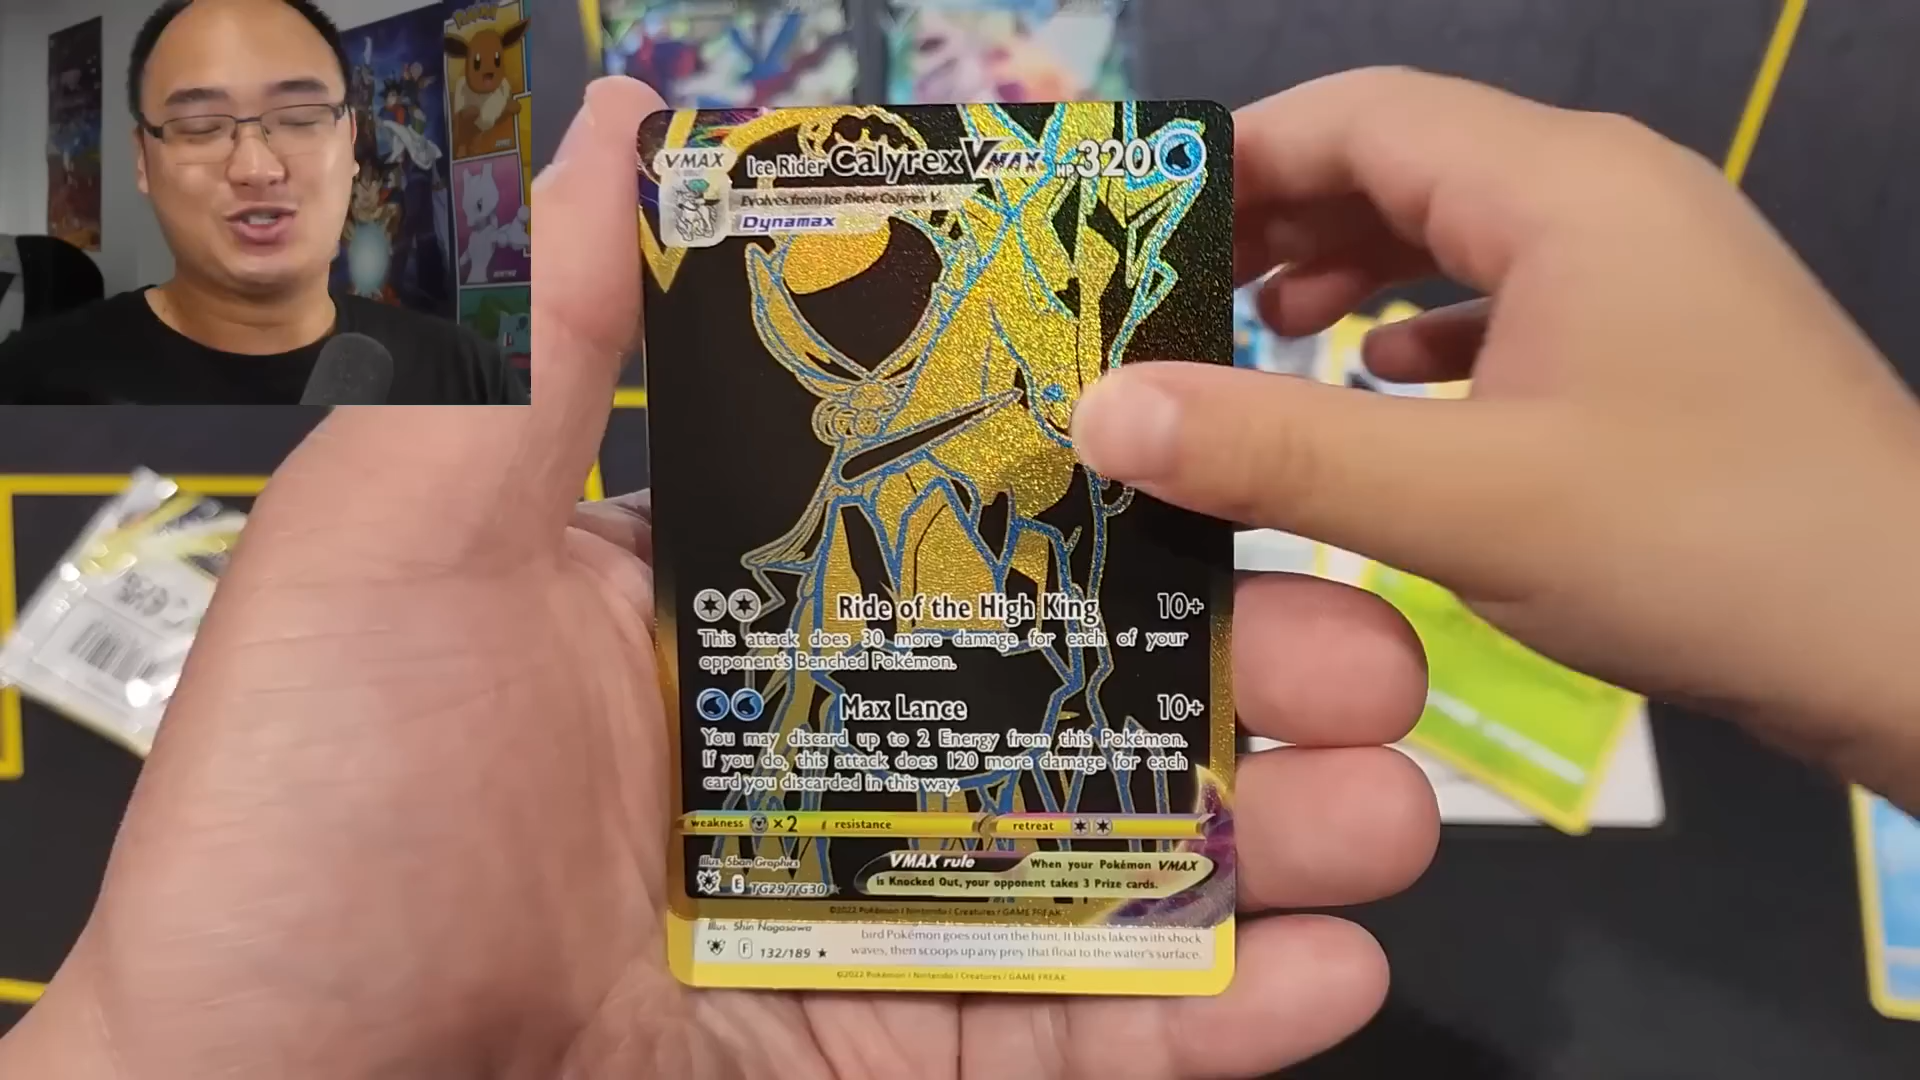 VMAX
Ice Rider Calyrex VMAX HP 320
Evolves from Ice Rider Calyrex V
Dynamax
Ride of the High King 10+
This attack does 30 more damage for each of your
opponent's Benched Pokémon.
Max Lance 10+
You may discard up to 2 Energy from this Pokémon.
If you do, this attack does 120 more damage for each
card you discarded in this way.
weakness ×2 resistance retreat
Illus. 5ban Graphics
E TG29/TG30
VMAX rule When your Pokémon VMAX
is Knocked Out, your opponent takes 3 Prize cards.
©2022 Pokémon / Nintendo / Creatures / GAME FREAK
Illus. Shin Nagasawa
F 132/189
bird Pokémon goes out on the hunt. It blasts lakes with shock
waves, then scoops up any prey that float to the water's surface.
©2022 Pokémon / Nintendo / Creatures / GAME FREAK